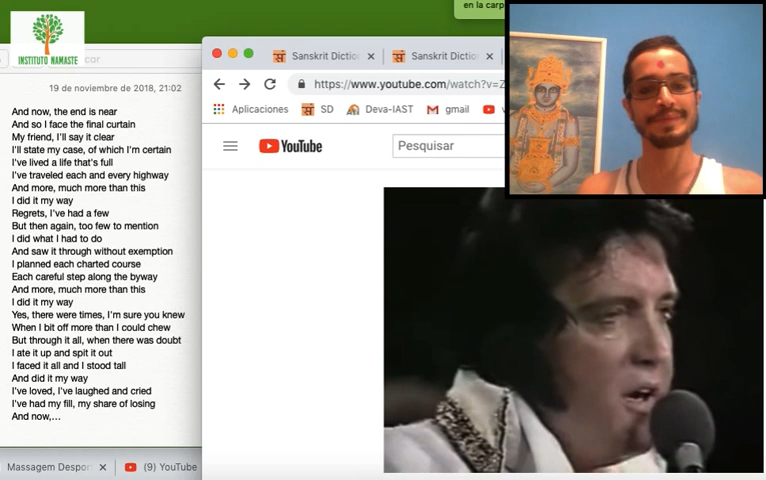 en la carp
INSTITUTO NAMASTE
car
Sanskrit Diction
Sanskrit Diction
https://www.youtube.com/watch?v=Z
Aplicaciones
SD
Deva-IAST
gmail
YouTube
Pesquisar
19 de noviembre de 2018, 21:02
And now, the end is near
And so I face the final curtain
My friend, I'll say it clear
I'll state my case, of which I'm certain
I've lived a life that's full
I've traveled each and every highway
And more, much more than this
I did it my way
Regrets, I've had a few
But then again, too few to mention
I did what I had to do
And saw it through without exemption
I planned each charted course
Each careful step along the byway
And more, much more than this
I did it my way
Yes, there were times, I'm sure you knew
When I bit off more than I could chew
But through it all, when there was doubt
I ate it up and spit it out
I faced it all and I stood tall
And did it my way
I've loved, I've laughed and cried
I've had my fill, my share of losing
And now,…
Massagem Despor
(9) YouTube